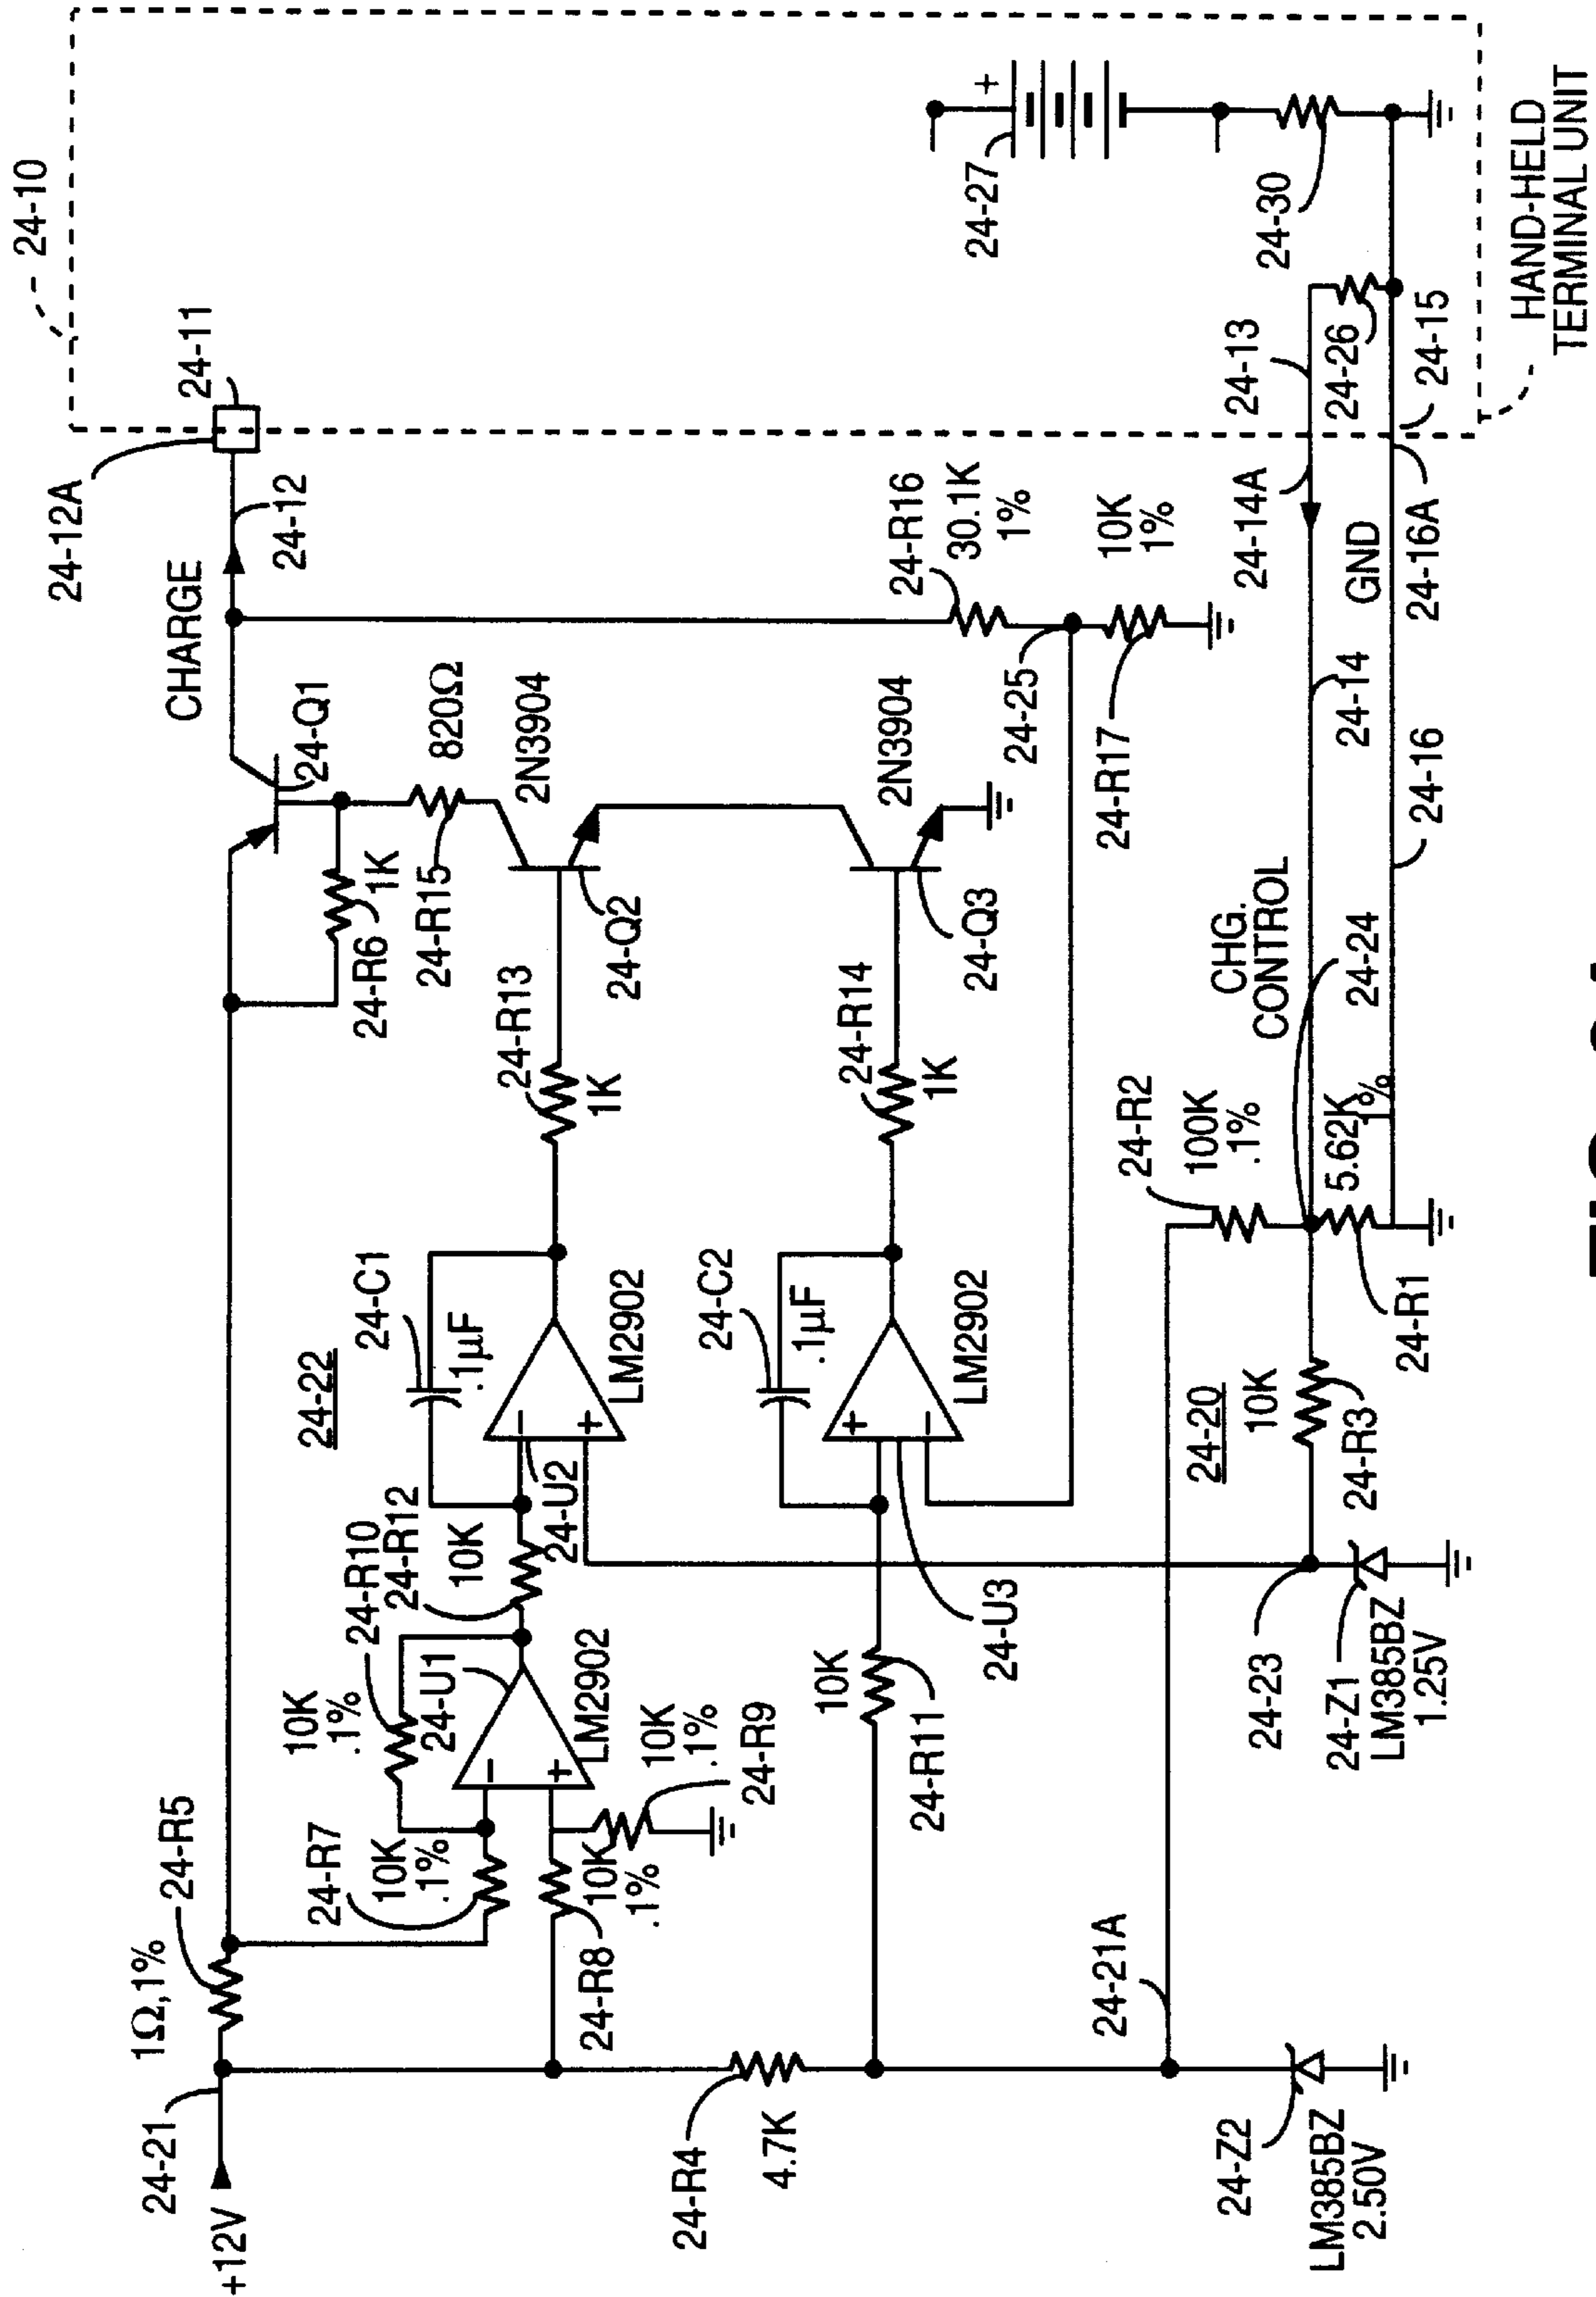 24-10
24-11
24-12A
CHARGE
24-12
24-Q1
24-R6
1K
24-R15
820Ω
2N3904
24-Q2
24-R13
1K
24-22
24-C1
.1µF
LM2902
24-U2
24-R10
24-R12
10K
10K
.1%
24-U1
LM2902
10K
.1%
24-R9
24-R5
1Ω,1%
24-R7
10K
.1%
10K
.1%
24-R8
24-21
+12V
24-R4
4.7K
24-C2
.1µF
LM2902
24-U3
10K
24-R11
24-R14
1K
2N3904
24-Q3
24-R16
30.1K
1%
24-25
10K
1%
24-R17
24-27
+
24-30
24-13
24-26
24-15
HAND-HELD
TERMINAL UNIT
24-14A
GND
24-16A
24-14
24-16
CHG.
CONTROL
24-24
24-R2
100K
.1%
5.62K
1%
24-R1
24-20
10K
24-R3
24-23
24-Z1
LM385BZ
1.25V
24-21A
24-Z2
LM385BZ
2.50V